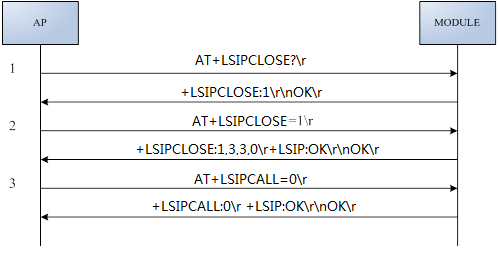 AP
MODULE
1
AT+LSIPCLOSE?\r
+LSIPCLOSE:1\r\nOK\r
2
AT+LSIPCLOSE=1\r
+LSIPCLOSE:1,3,3,0\r+LSIP:OK\r\nOK\r
3
AT+LSIPCALL=0\r
+LSIPCALL:0\r +LSIP:OK\r\nOK\r